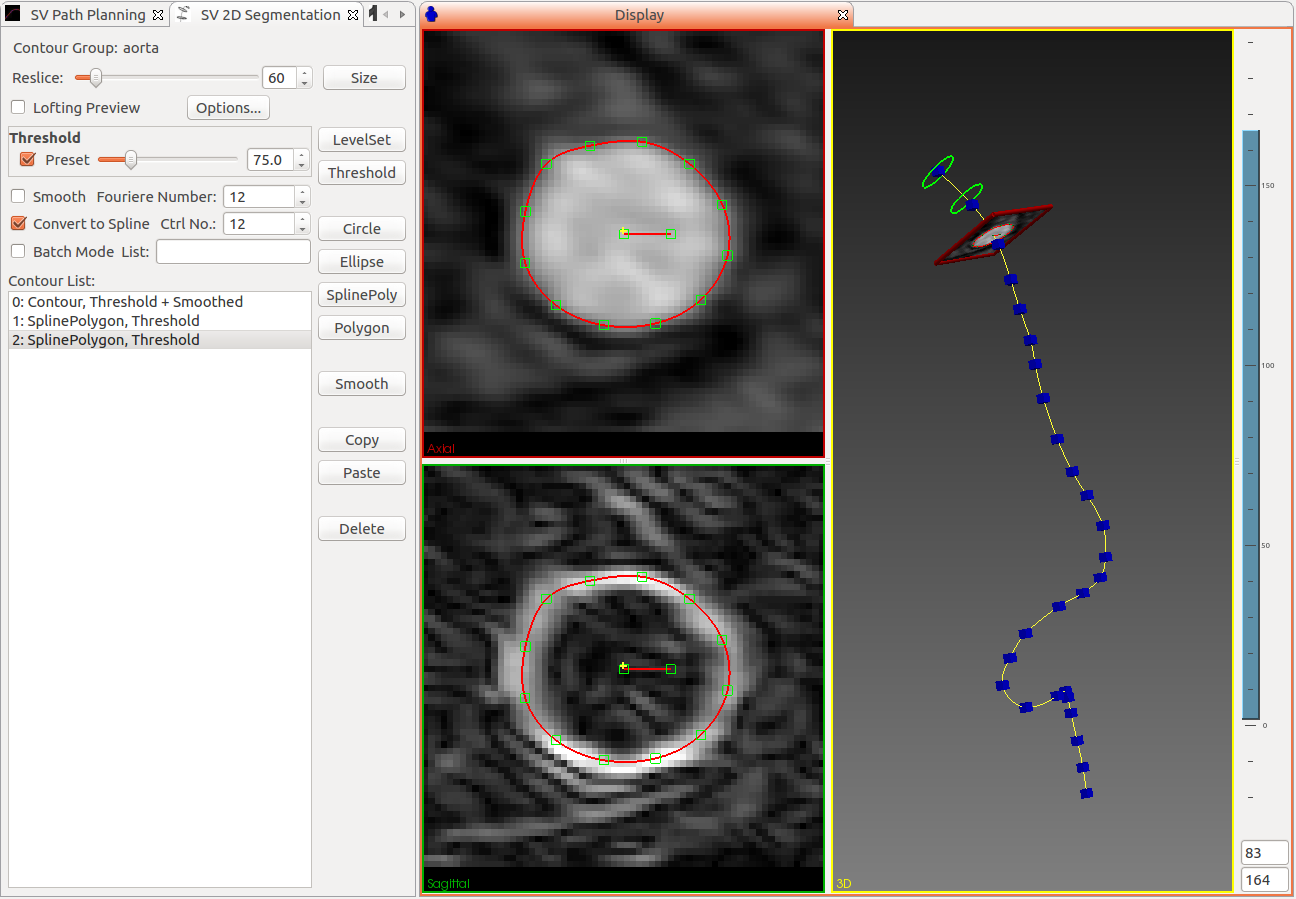 SV Path Planning
SV 2D Segmentation
Display
Contour Group: aorta
Reslice: 60 Size
Lofting Preview Options...
Threshold
Preset 75.0
LevelSet
Threshold
Smooth Fouriere Number: 12
Convert to Spline Ctrl No.: 12
Batch Mode List:
Circle
Ellipse
SplinePoly
Polygon
Smooth
Copy
Paste
Delete
Contour List:
0: Contour, Threshold + Smoothed
1: SplinePolygon, Threshold
2: SplinePolygon, Threshold
Axial
Sagittal
3D
150
100
50
0
83
164